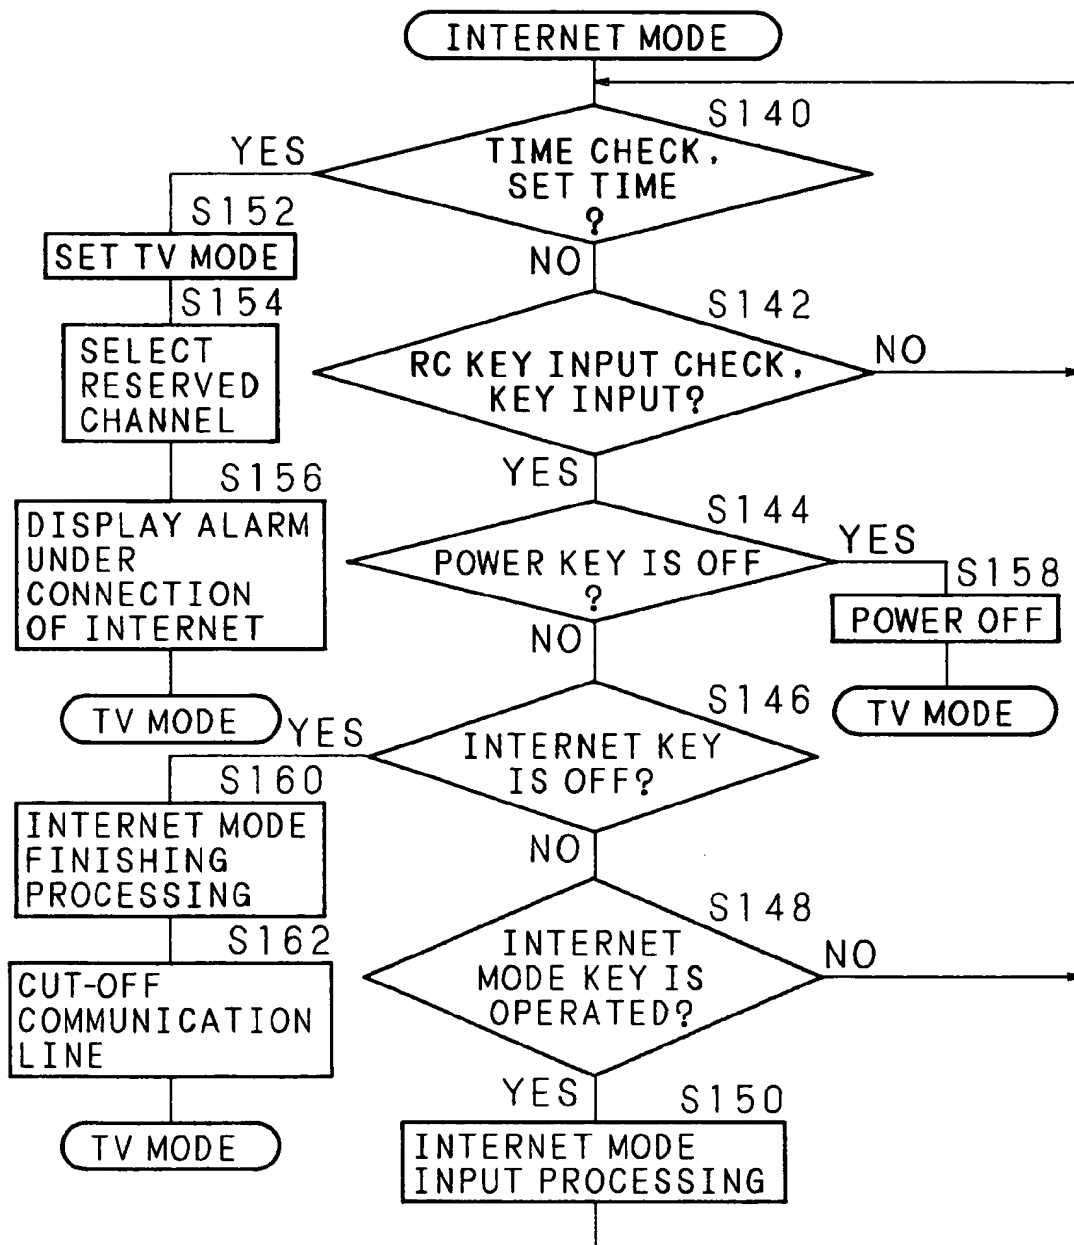 INTERNET MODE
S140
TIME CHECK,
SET TIME
?
YES
NO
S152
SET TV MODE
S154
SELECT
RESERVED
CHANNEL
S142
RC KEY INPUT CHECK,
KEY INPUT?
NO
YES
S156
DISPLAY ALARM
UNDER
CONNECTION
OF INTERNET
TV MODE
S144
POWER KEY IS OFF
?
YES
NO
S158
POWER OFF
TV MODE
S146
INTERNET KEY
IS OFF?
YES
NO
S160
INTERNET MODE
FINISHING
PROCESSING
S162
CUT-OFF
COMMUNICATION
LINE
TV MODE
S148
INTERNET
MODE KEY IS
OPERATED?
NO
YES
S150
INTERNET MODE
INPUT PROCESSING